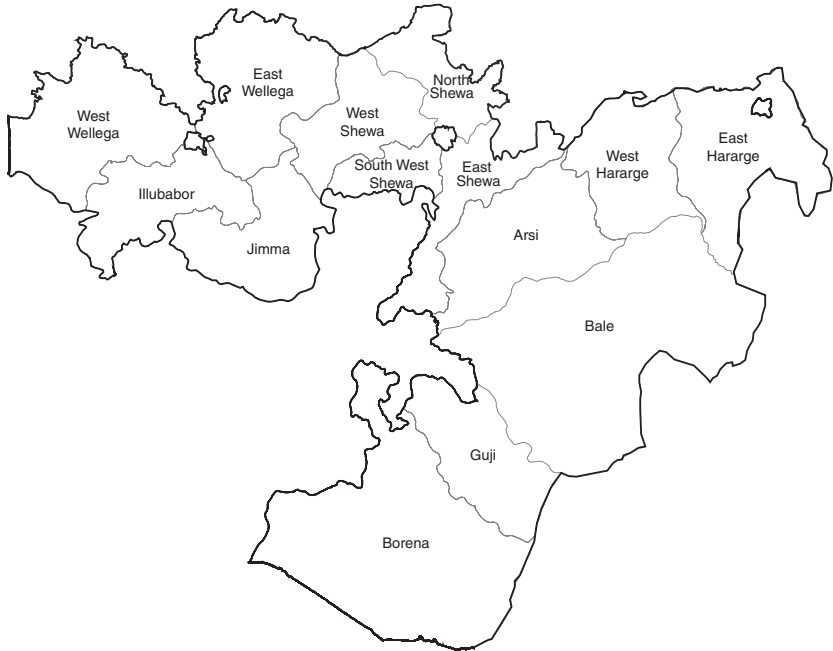 East
Wellega
North
Shewa
West
Wellega
West
Shewa
East
Hararge
West
Hararge
South West
Shewa
East
Shewa
Illubabor
Arsi
Jimma
Bale
Guji
Borena